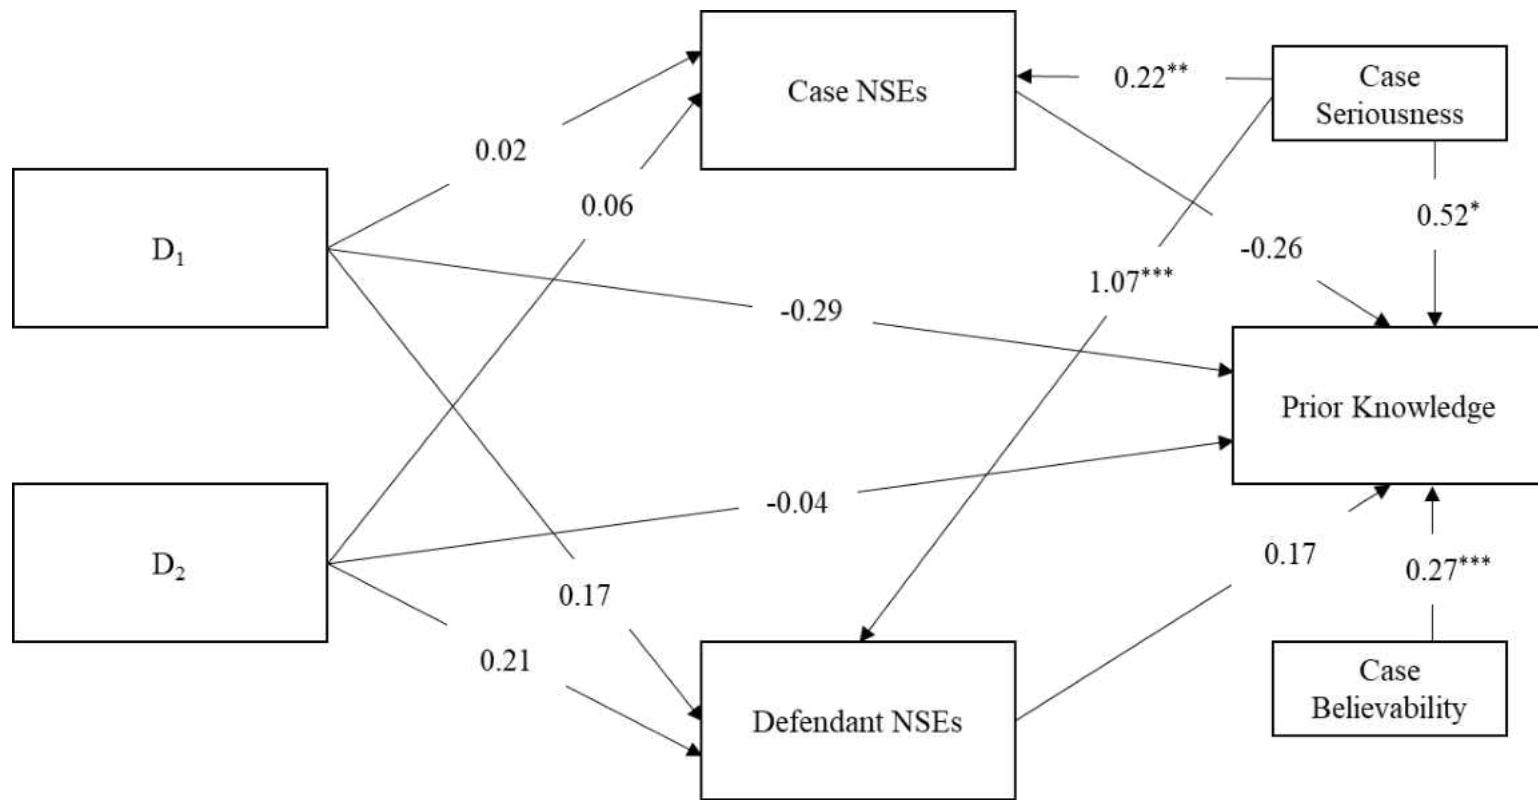 Case NSEs
0.22**
Case
Seriousness
0.02
D₁
0.06
0.52*
-0.26
1.07***
-0.29
Prior Knowledge
D₂
-0.04
0.17
0.17
0.27***
0.21
Defendant NSEs
Case
Believability